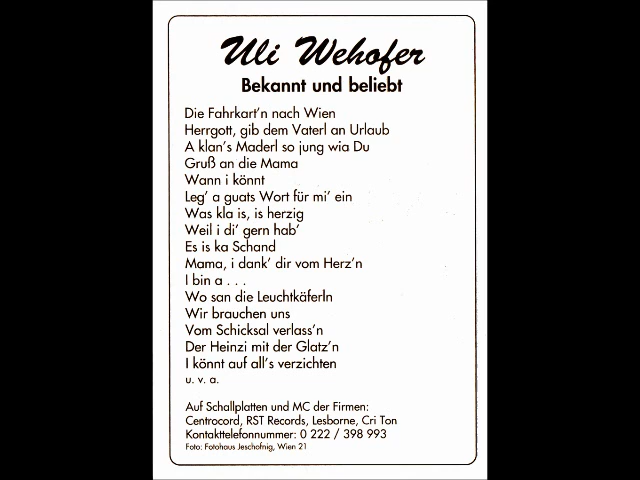 Uli Wehofer
Bekannt und beliebt
Die Fahrkart'n nach Wien
Herrgott, gib dem Vaterl an Urlaub
A klan's Maderl so jung wia Du
Gruß an die Mama
Wann i könnt
Leg' a guats Wort für mi' ein
Was kla is, is herzig
Weil i di' gern hab'
Es is ka Schand
Mama, i dank' dir vom Herz'n
I bin a . . .
Wo san die Leuchtkäferln
Wir brauchen uns
Vom Schicksal verlass'n
Der Heinzi mit der Glatz'n
I könnt auf all's verzichten
u. v. a.
Auf Schallplatten und MC der Firmen:
Centrocord, RST Records, Lesborne, Cri Ton
Kontakttelefonnummer: 0 222 / 398 993
Foto: Fotohaus Jeschofnig, Wien 21